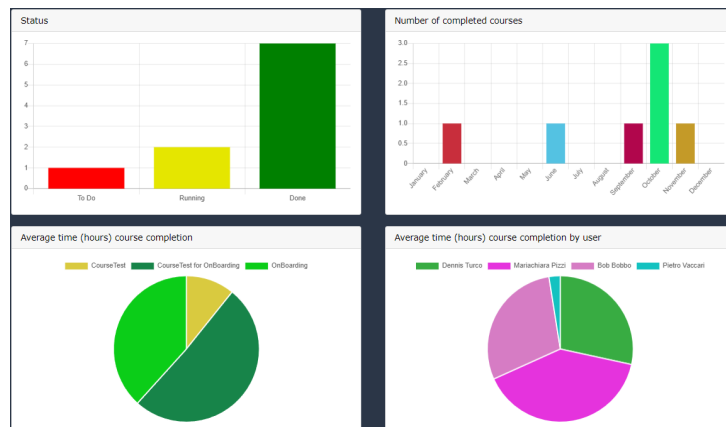 Status
7
6
5
4
3
2
1
0
To Do Running Done
Number of completed courses
3.0
2.5
2.0
1.5
1.0
0.5
0
January February March April May June July August September October November December
Average time (hours) course completion
CourseTest CourseTest for OnBoarding OnBoarding
Average time (hours) course completion by user
Dennis Turco Mariachiara Pizzi Bob Bobbo Pietro Vaccari